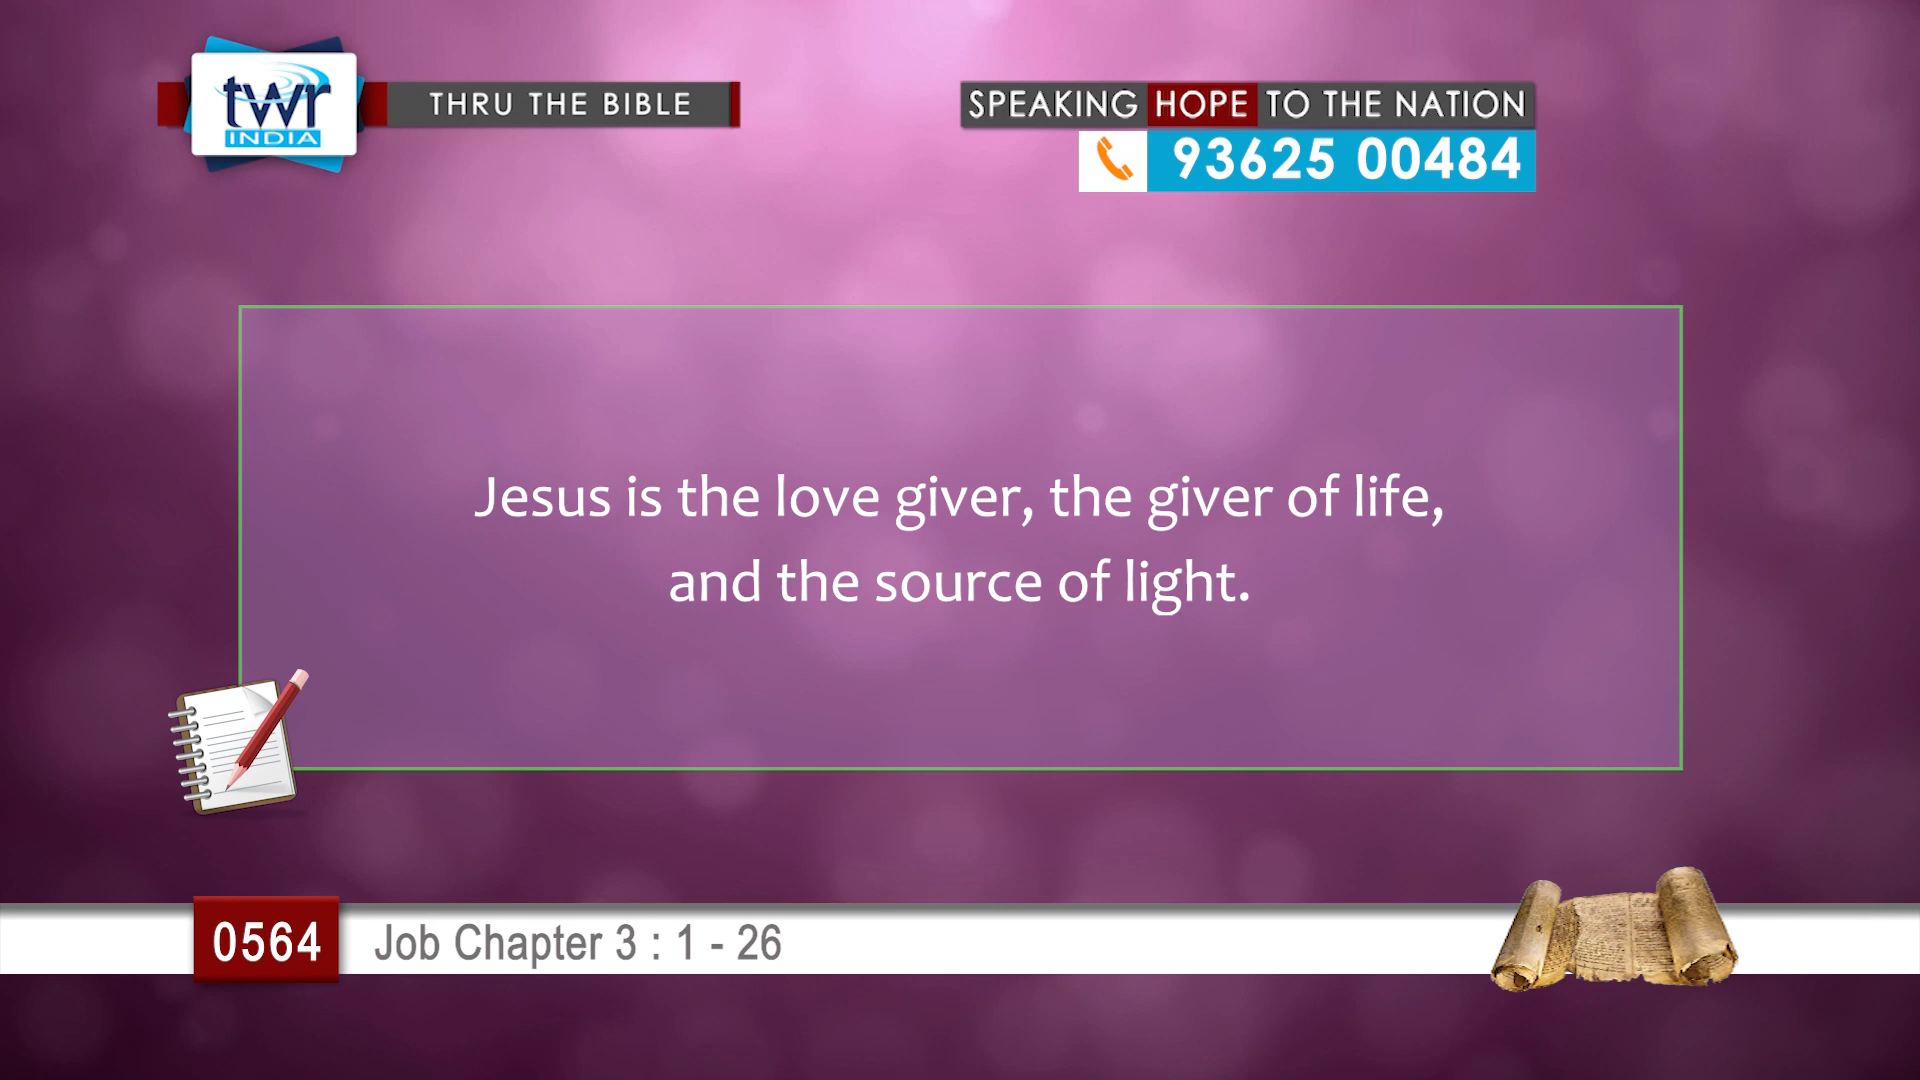 twr
INDIA
THRU THE BIBLE
SPEAKING HOPE TO THE NATION
93625 00484
Jesus is the love giver, the giver of life,
and the source of light.
0564
Job Chapter 3 : 1 - 26